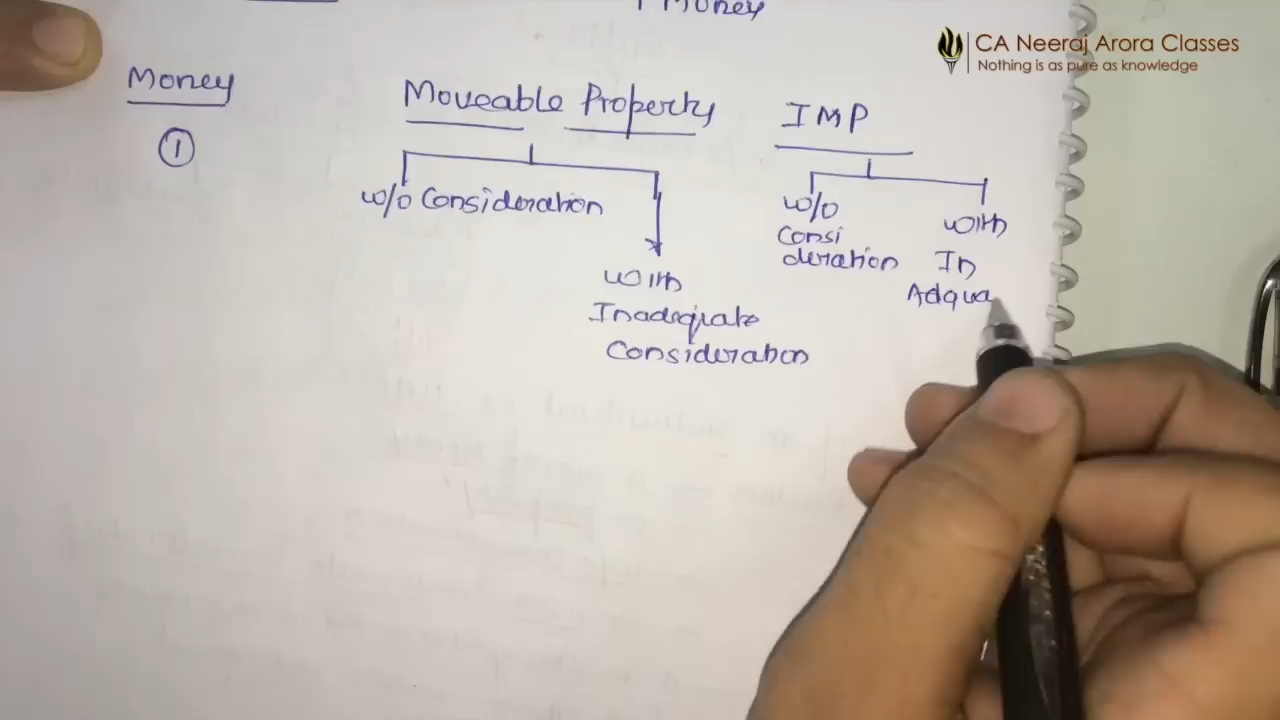 Money
CA Neeraj Arora Classes
Nothing is as pure as knowledge
Money
Moveable Property
IMP
1
w/o Consideration
w/o
Consi
deration
With
In
Adqua
With
Inadequate
Consideration